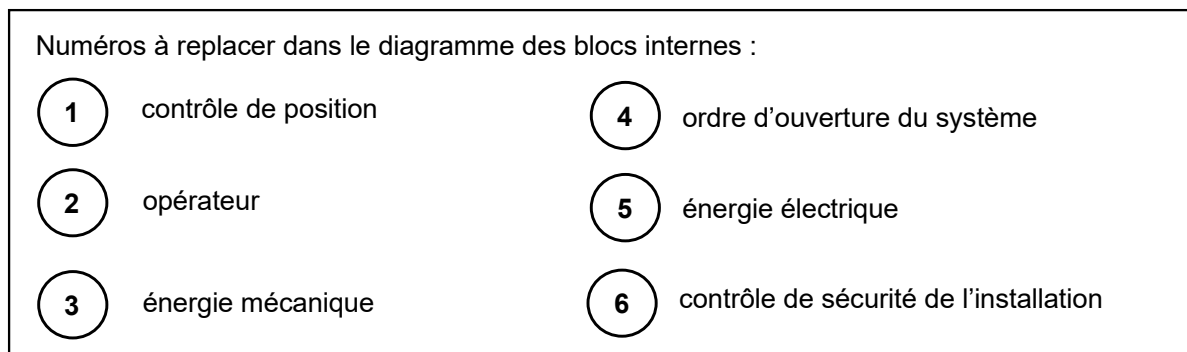 Numéros à replacer dans le diagramme des blocs internes :
1 contrôle de position
4 ordre d’ouverture du système
2 opérateur
5 énergie électrique
3 énergie mécanique
6 contrôle de sécurité de l’installation